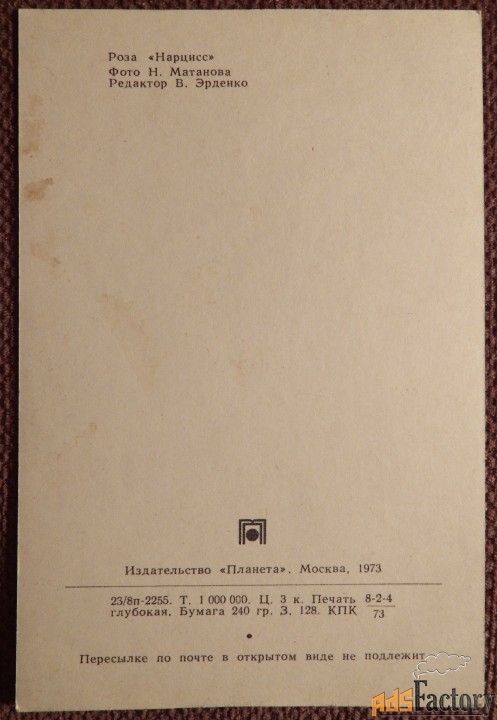 Роза «Нарцисс»
Фото Н. Матанова
Редактор В. Эрденко
Издательство «Планета». Москва, 1973
23/8п-2255. Т. 1 000 000. Ц. 3 к. Печать 8-2-4
глубокая. Бумага 240 гр. З. 128. КПК 73
Пересылке по почте в открытом виде не подлежит
adsFactory